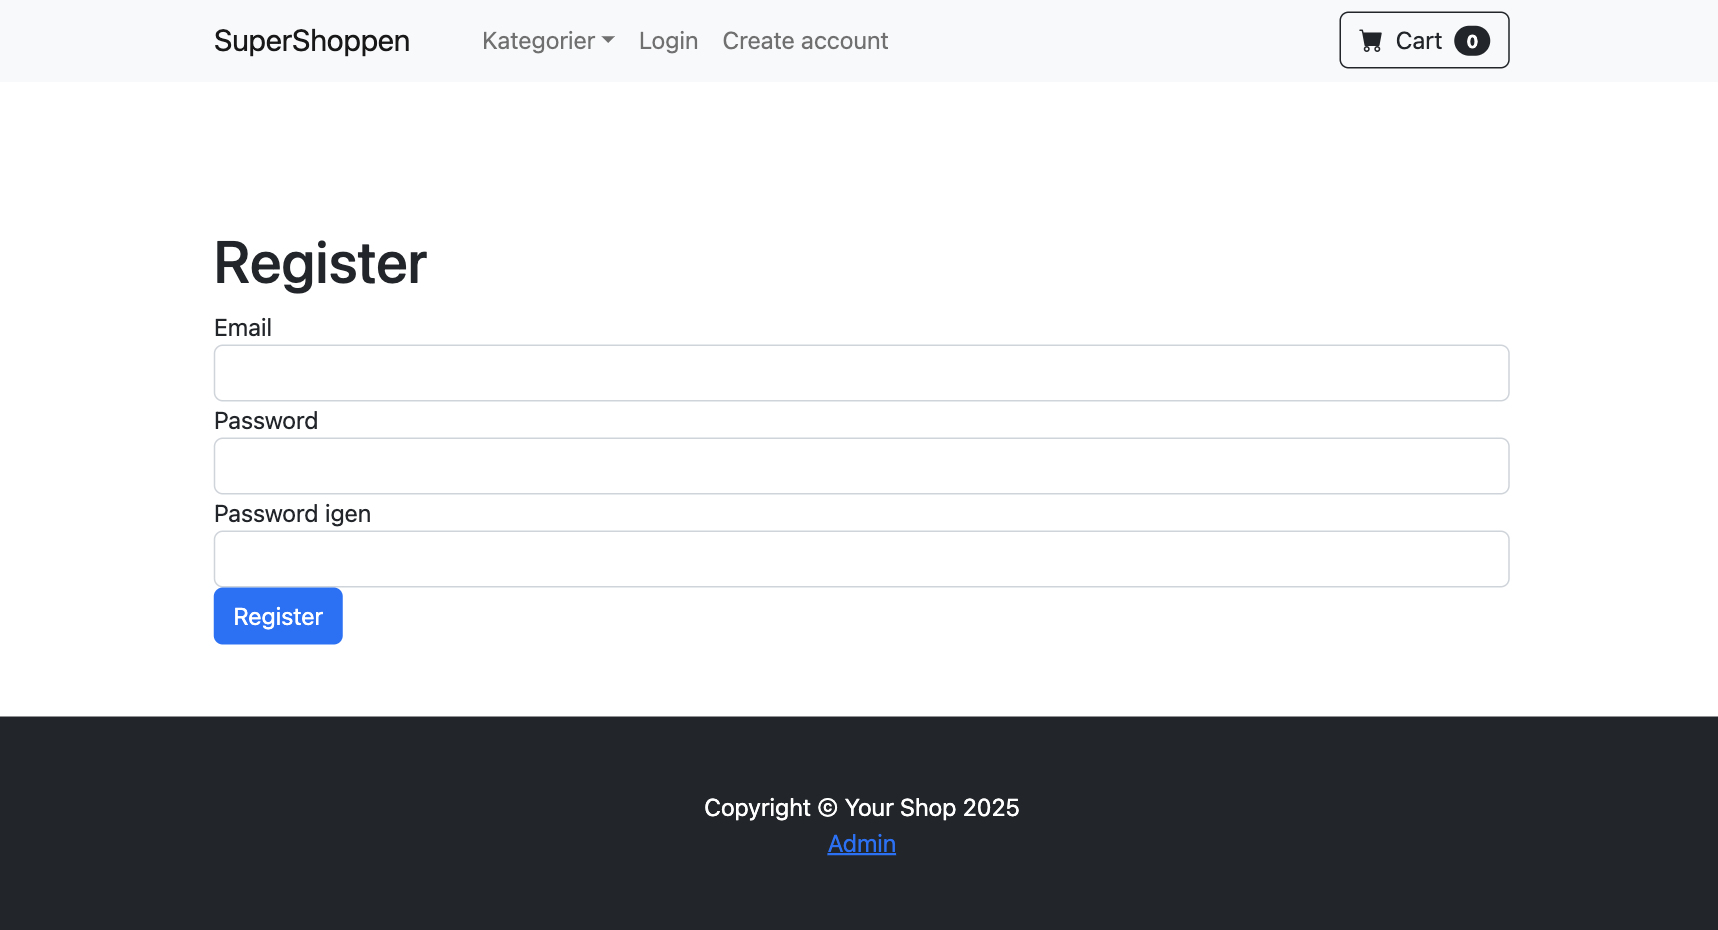 SuperShoppen Kategorier Login Create account Cart 0
Register
Email
Password
Password igen
Register
Copyright © Your Shop 2025
Admin